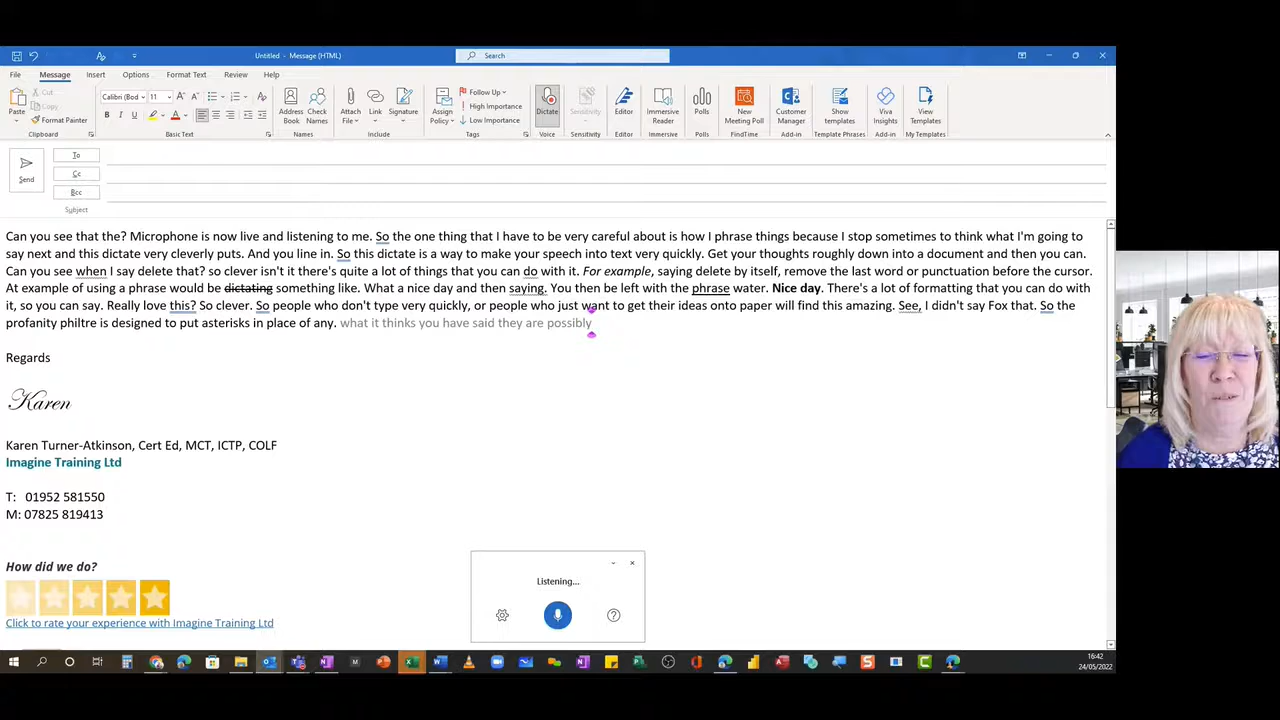 Untitled - Message (HTML)
Search
File Message Insert Options Format Text Review Help
Paste
Cut
Copy
Format Painter
Clipboard
Calibri (Bod 11
B I U
Basic Text
Address Book
Check Names
Names
Attach File
Link
Signature
Include
Assign Policy
Follow Up
High Importance
Low Importance
Tags
Dictate
Voice
Sensitivity
Sensitivity
Editor
Editor
Immersive Reader
Immersive
Polls
Polls
New Meeting Poll
FindTime
Customer Manager
Add-in
Show templates
Template Phrases
Viva Insights
Add-in
View Templates
My Templates
Send
To
Cc
Bcc
Subject
Can you see that the? Microphone is now live and listening to me. So the one thing that I have to be very careful about is how I phrase things because I stop sometimes to think what I'm going to
say next and this dictate very cleverly puts. And you line in. So this dictate is a way to make your speech into text very quickly. Get your thoughts roughly down into a document and then you can.
Can you see when I say delete that? so clever isn't it there's quite a lot of things that you can do with it. For example, saying delete by itself, remove the last word or punctuation before the cursor.
At example of using a phrase would be dictating something like. What a nice day and then saying. You then be left with the phrase water. Nice day. There's a lot of formatting that you can do with
it, so you can say. Really love this? So clever. So people who don't type very quickly, or people who just want to get their ideas onto paper will find this amazing. See, I didn't say Fox that. So the
profanity philtre is designed to put asterisks in place of any. what it thinks you have said they are possibly
Regards
Karen
Karen Turner-Atkinson, Cert Ed, MCT, ICTP, COLF
Imagine Training Ltd
T: 01952 581550
M: 07825 819413
How did we do?
Click to rate your experience with Imagine Training Ltd
Listening...
16:42
24/05/2022